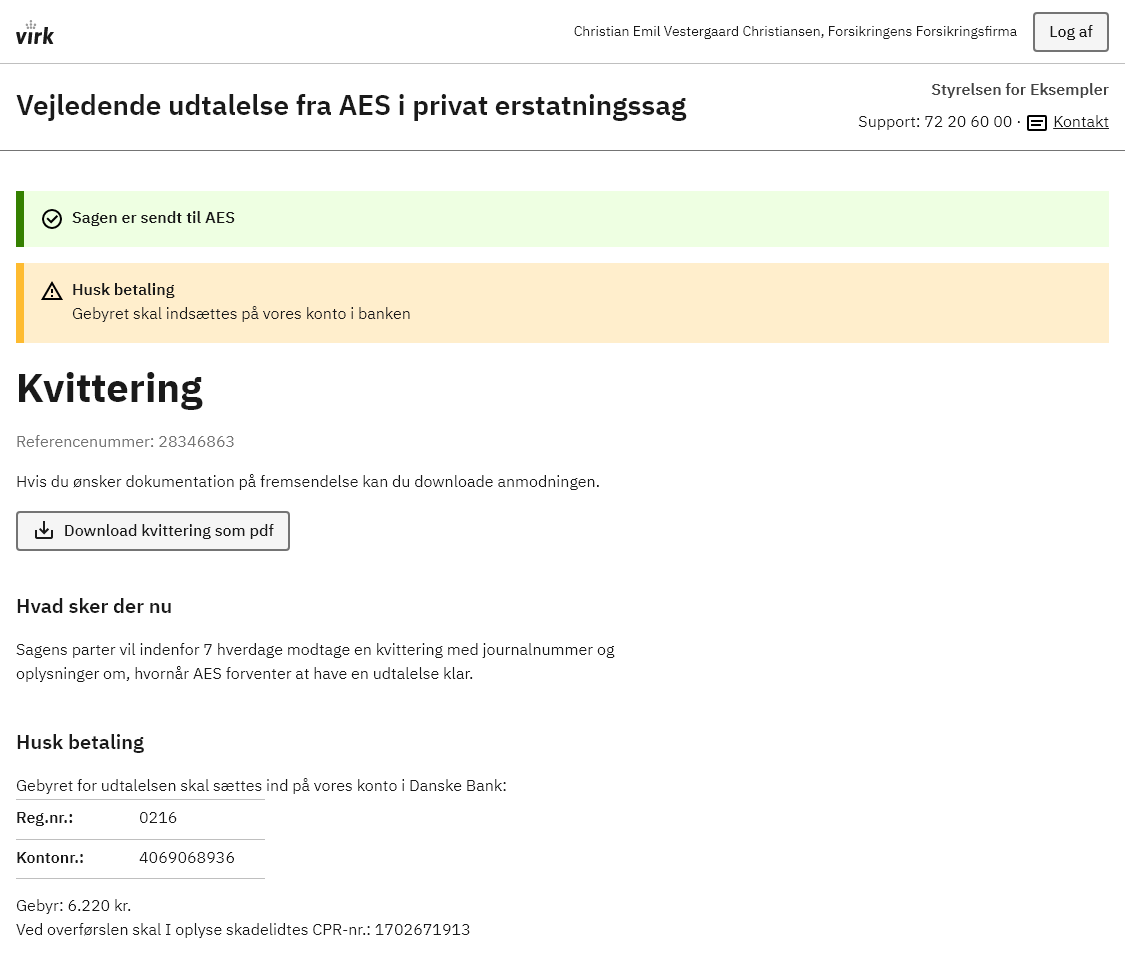 virk
Christian Emil Vestergaard Christiansen, Forsikringens Forsikringsfirma
Log af
Vejledende udtalelse fra AES i privat erstatningssag
Styrelsen for Eksempler
Support: 72 20 60 00 · Kontakt
Sagen er sendt til AES
Husk betaling
Gebyret skal indsættes på vores konto i banken
Kvittering
Referencenummer: 28346863
Hvis du ønsker dokumentation på fremsendelse kan du downloade anmodningen.
Download kvittering som pdf
Hvad sker der nu
Sagens parter vil indenfor 7 hverdage modtage en kvittering med journalnummer og
oplysninger om, hvornår AES forventer at have en udtalelse klar.
Husk betaling
Gebyret for udtalelsen skal sættes ind på vores konto i Danske Bank:
Reg.nr.: 0216
Kontonr.: 4069068936
Gebyr: 6.220 kr.
Ved overførslen skal I oplyse skadelidtes CPR-nr.: 1702671913